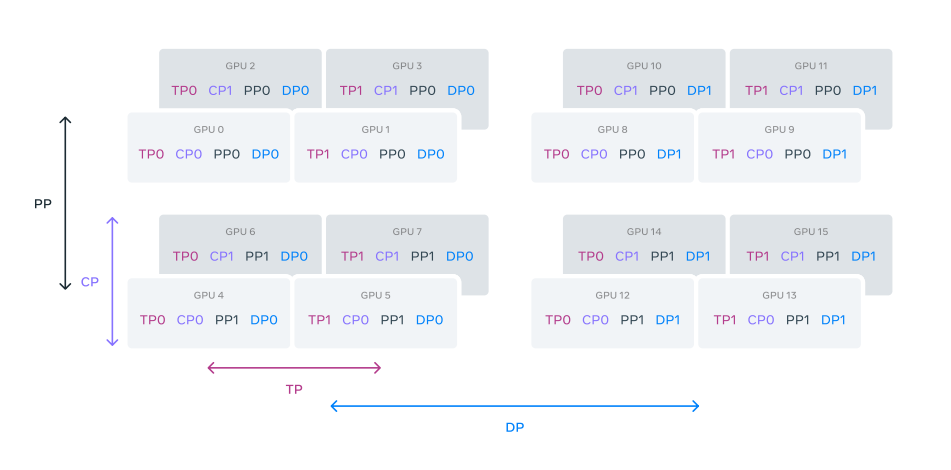 GPU 2 GPU 3 GPU 10 GPU 11
TP0 CP1 PP0 DP0 TP1 CP1 PP0 DP0 TP0 CP1 PP0 DP1 TP1 CP1 PP0 DP1
GPU 0 GPU 1 GPU 8 GPU 9
TP0 CP0 PP0 DP0 TP1 CP0 PP0 DP0 TP0 CP0 PP0 DP1 TP1 CP0 PP0 DP1
PP
GPU 6 GPU 7 GPU 14 GPU 15
TP0 CP1 PP1 DP0 TP1 CP1 PP1 DP0 TP0 CP1 PP1 DP1 TP1 CP1 PP1 DP1
CP
GPU 4 GPU 5 GPU 12 GPU 13
TP0 CP0 PP1 DP0 TP1 CP0 PP1 DP0 TP0 CP0 PP1 DP1 TP1 CP0 PP1 DP1
TP
DP